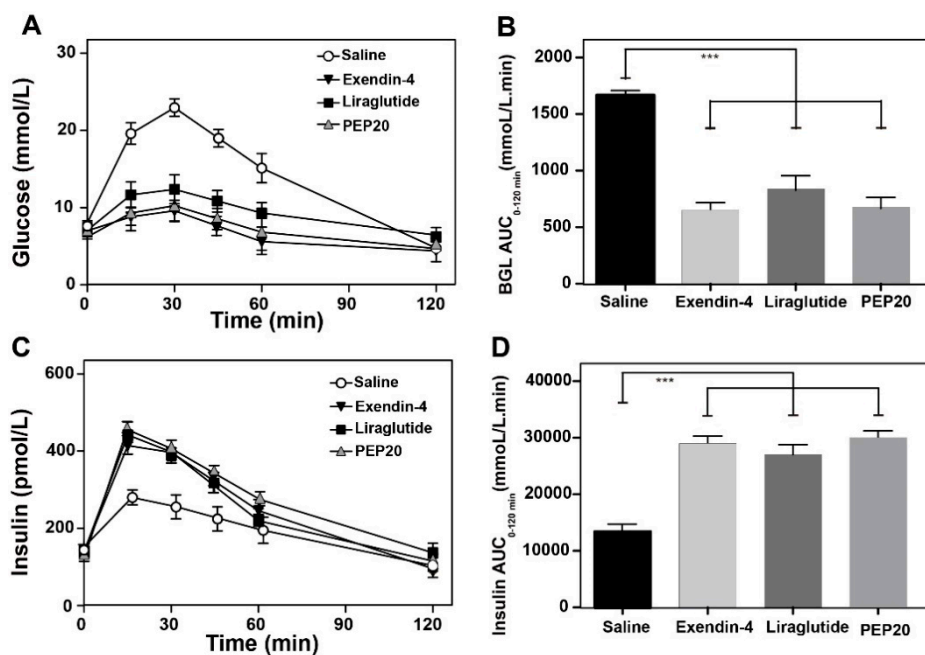 A
Glucose (mmol/L)
30
20
10
0
Saline
Exendin-4
Liraglutide
PEP20
0 30 60 90 120
Time (min)
B
BGL AUC0-120 min(mmoL/L.min)
2000
1500
1000
500
0
***
Saline Exendin-4 Liraglutide PEP20
C
Insulin (pmol/L)
600
400
200
0
Saline
Exendin-4
Liraglutide
PEP20
0 30 60 90 120
Time (min)
D
Insulin AUC0-120 min(mmoL/L.min)
40000
30000
20000
10000
0
***
Saline Exendin-4 Liraglutide PEP20